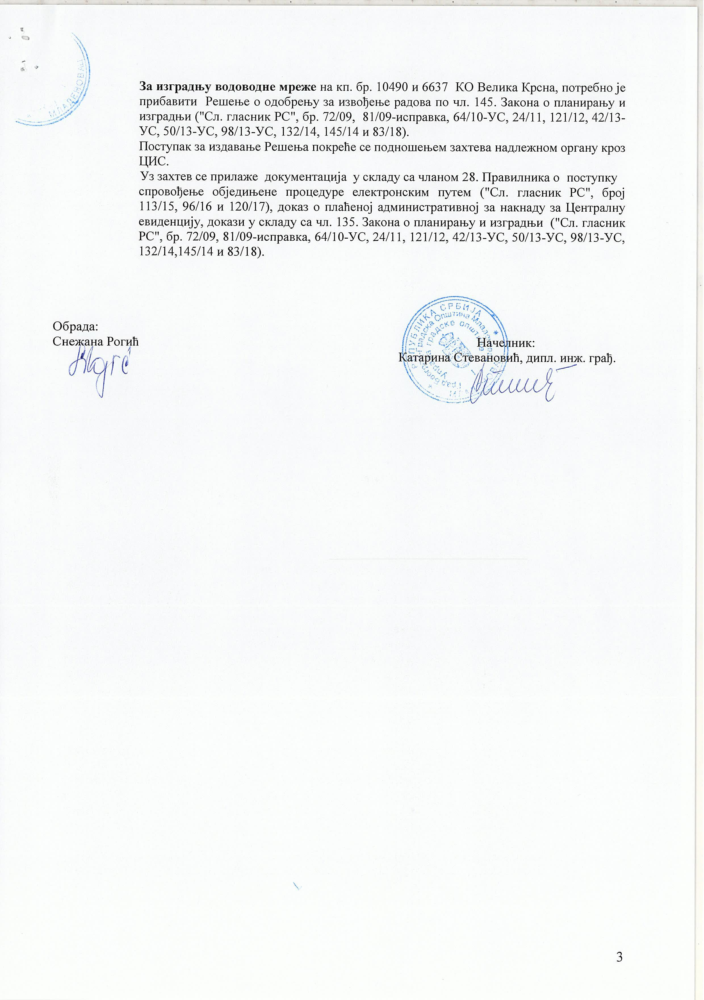 МЛАДЕНОВАЦ
За изградњу водоводне мреже на кп. бр. 10490 и 6637 КО Велика Крсна, потребно је
прибавити Решење о одобрењу за извођење радова по чл. 145. Закона о планирању и
изградњи ("Сл. гласник РС", бр. 72/09, 81/09-исправка, 64/10-УС, 24/11, 121/12, 42/13-
УС, 50/13-УС, 98/13-УС, 132/14, 145/14 и 83/18).
Поступак за издавање Решења покреће се подношењем захтева надлежном органу кроз
ЦИС.
Уз захтев се прилаже документација у складу са чланом 28. Правилника о поступку
спровођење обједињене процедуре електронским путем ("Сл. гласник РС", број
113/15, 96/16 и 120/17), доказ о плаћеној административној за накнаду за Централну
евиденцију, докази у складу са чл. 135. Закона о планирању и изградњи ("Сл. гласник
РС", бр. 72/09, 81/09-исправка, 64/10-УС, 24/11, 121/12, 42/13-УС, 50/13-УС, 98/13-УС,
132/14,145/14 и 83/18).
РЕПУБЛИКА СРБИЈА
Обрада:
Снежана Рогић
Начелник:
Катарина Стевановић, дипл. инж. грађ.
3